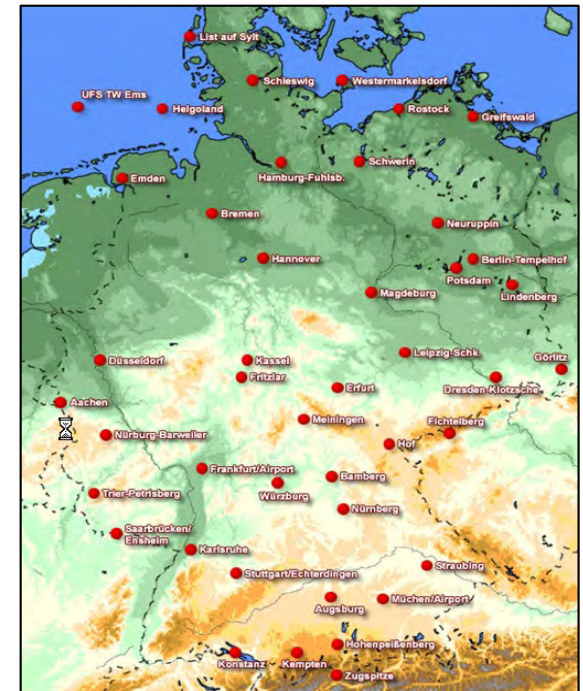 List auf Sylt
Schleswig
Westermarkelsdorf
UFS TW Ems
Helgoland
Rostock
Greifswald
Schwerin
Hamburg-Fuhlsb.
Emden
Bremen
Neuruppin
Hannover
Berlin-Tempelhof
Potsdam
Lindenberg
Magdeburg
Leipzig-Schk.
Görlitz
Düsseldorf
Kassel
Fritzlar
Erfurt
Dresden-Klotzsche
Aachen
Meiningen
Fichtelberg
Nürburg-Barweiler
Hof
Frankfurt/Airport
Bamberg
Würzburg
Trier-Petrisberg
Nürnberg
Saarbrücken/
Ensheim
Karlsruhe
Straubing
Stuttgart/Echterdingen
Augsburg
Müchen/Airport
Hohenpeißenberg
Konstanz
Kempten
Zugspitze